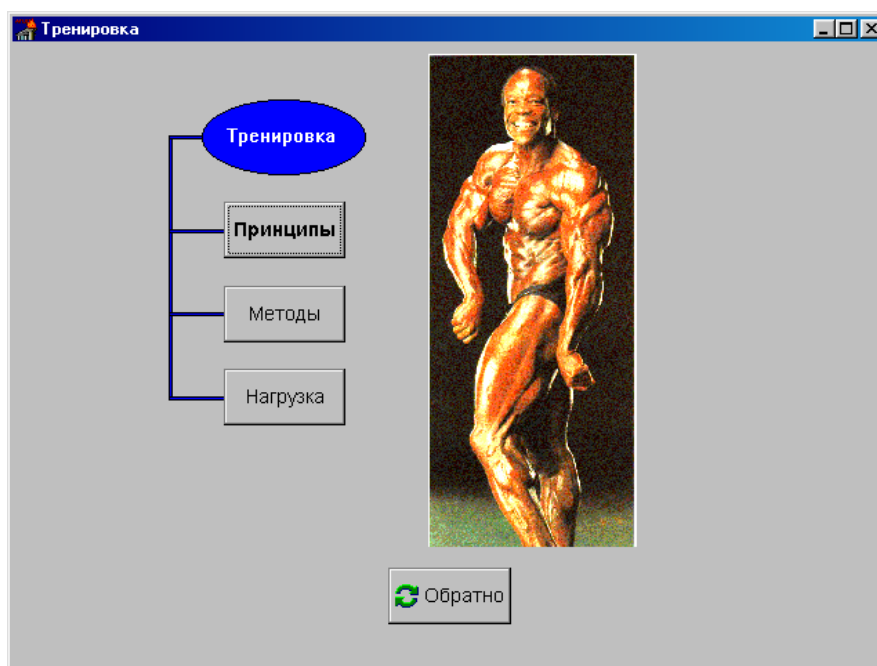 Тренировка
Тренировка
Принципы
Методы
Нагрузка
Обратно